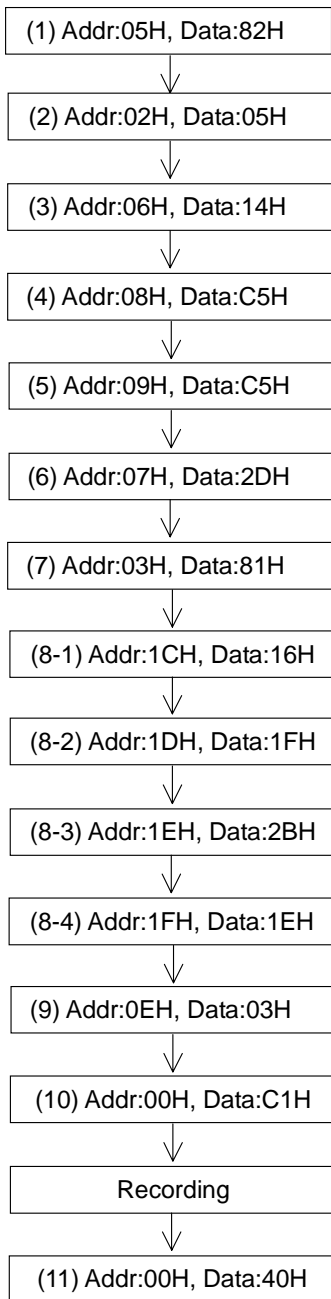 (1) Addr:05H, Data:82H
(2) Addr:02H, Data:05H
(3) Addr:06H, Data:14H
(4) Addr:08H, Data:C5H
(5) Addr:09H, Data:C5H
(6) Addr:07H, Data:2DH
(7) Addr:03H, Data:81H
(8-1) Addr:1CH, Data:16H
(8-2) Addr:1DH, Data:1FH
(8-3) Addr:1EH, Data:2BH
(8-4) Addr:1FH, Data:1EH
(9) Addr:0EH, Data:03H
(10) Addr:00H, Data:C1H
Recording
(11) Addr:00H, Data:40H